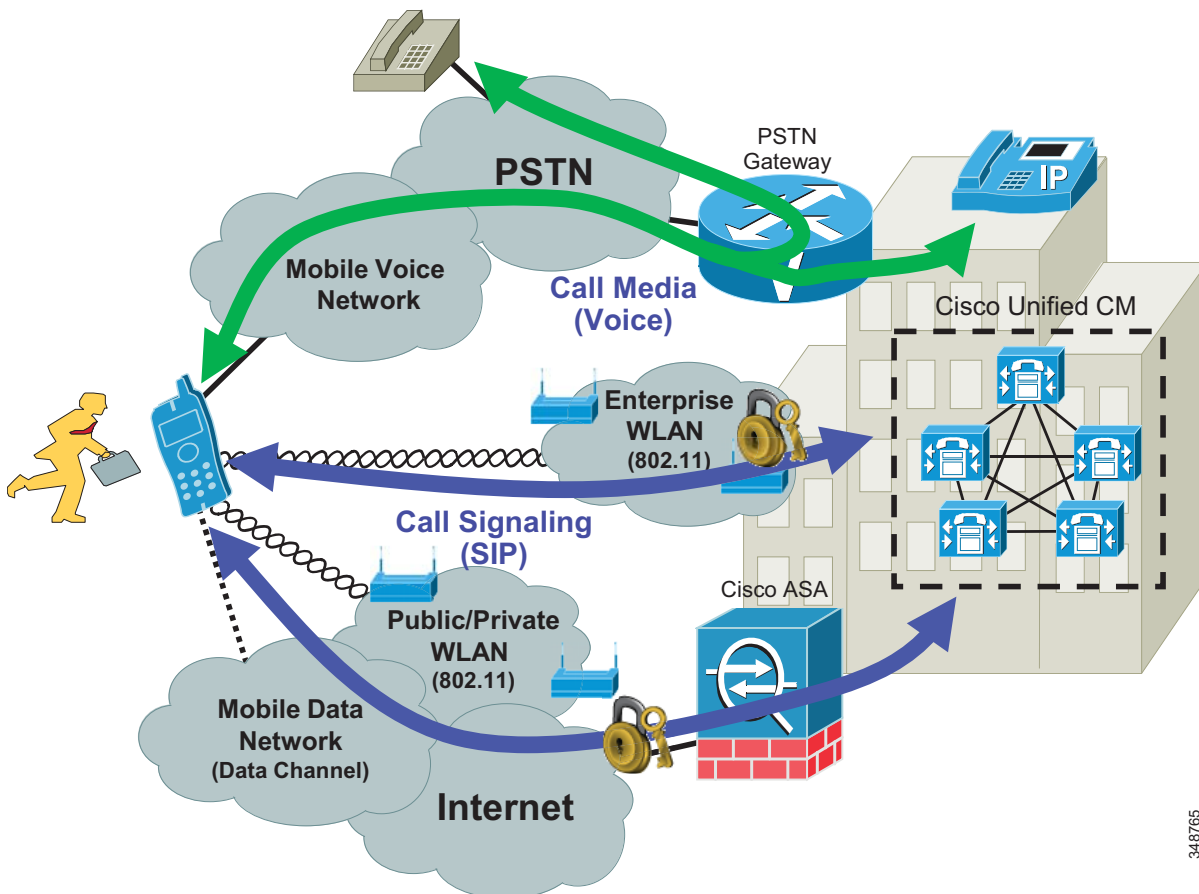 PSTN
Gateway
PSTN
IP
Mobile Voice
Network
Call Media
(Voice)
Cisco Unified CM
Enterprise
WLAN
(802.11)
Call Signaling
(SIP)
Cisco ASA
Public/Private
WLAN
(802.11)
Mobile Data
Network
(Data Channel)
Internet
348765